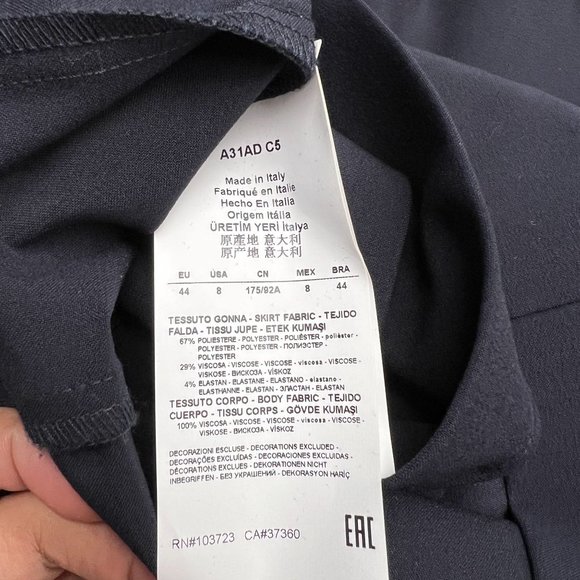 A31AD C5
Made in Italy
Fabriqué en Italie
Hecho En Italia
Origem Itália
ÜRETİM YERİ İtalya
原產地 意大利
原产地 意大利
EU USA CN MEX BRA
44 8 175/92A 8 44
TESSUTO GONNA - SKIRT FABRIC - TEJIDO
FALDA - TISSU JUPE - ETEK KUMAŞI
67% POLIESTERE - POLYESTER - POLIÉSTER - poliéster -
POLYESTER - POLYESTER - ПОЛИЭСТЕР -
POLYESTER
29% VISCOSA - VISCOSE - VISCOSE - viscosa - VISCOSE -
VISKOSE - ВИСКОЗА - VİSKOZ
4% ELASTAN - ELASTANE - ELASTANO - elastano -
ELASTHANNE - ELASTAN - ЭЛАСТАН - ELASTAN
TESSUTO CORPO - BODY FABRIC - TEJIDO
CUERPO - TISSU CORPS - GÖVDE KUMAŞI
100% VISCOSA - VISCOSE - VISCOSE - viscosa - VISCOSE -
VISKOSE - ВИСКОЗА - VİSKOZ
DECORAZIONI ESCLUSE - DECORATIONS EXCLUDED -
DECORAÇÕES EXCLUÍDAS - DECORACIONES EXCLUIDAS -
DÉCORATIONS EXCLUES - DEKORATIONEN NICHT
INBEGRIFFEN - БЕЗ УКРАШЕНИЙ - DEKORASYON HARİÇ
RN#103723 CA#37360
EAC